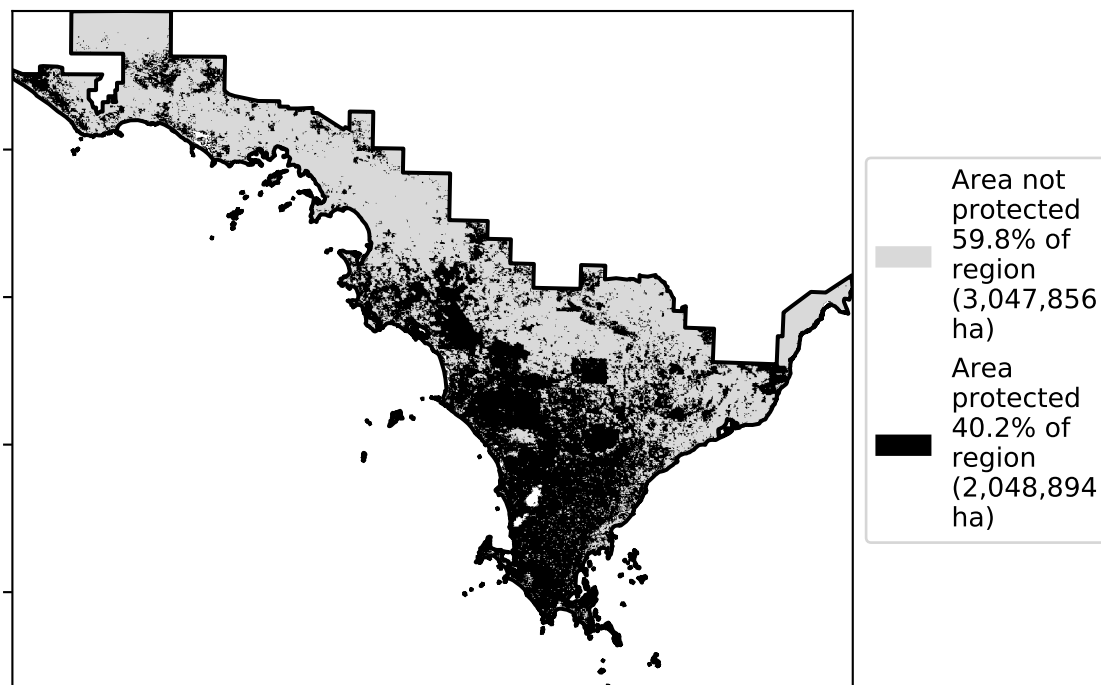 Area not
protected
59.8% of
region
(3,047,856
ha)
Area
protected
40.2% of
region
(2,048,894
ha)